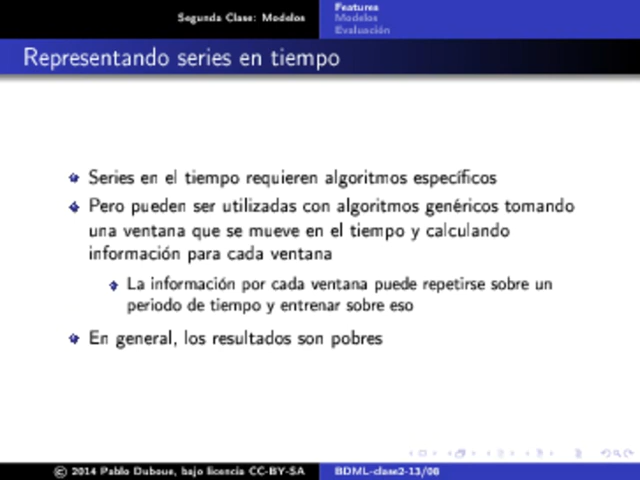 Segunda Clase: Modelos
Features
Modelos
Evaluación
Representando series en tiempo
Series en el tiempo requieren algoritmos específicos
Pero pueden ser utilizadas con algoritmos genéricos tomando
una ventana que se mueve en el tiempo y calculando
información para cada ventana
La información por cada ventana puede repetirse sobre un
periodo de tiempo y entrenar sobre eso
En general, los resultados son pobres
© 2014 Pablo Duboue, bajo licencia CC-BY-SA
BDML-clase2-13/08